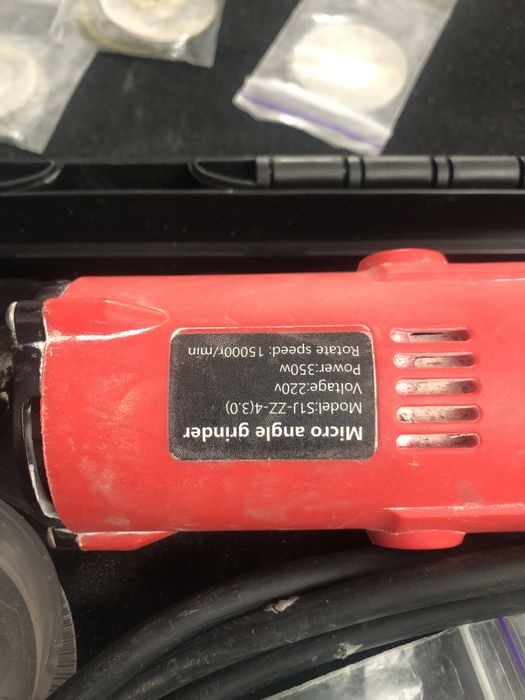 Micro angle grinder
Model:S1J-ZZ-4(3.0)
Voltage:220v
Power:350w
Rotate speed: 15000r/min